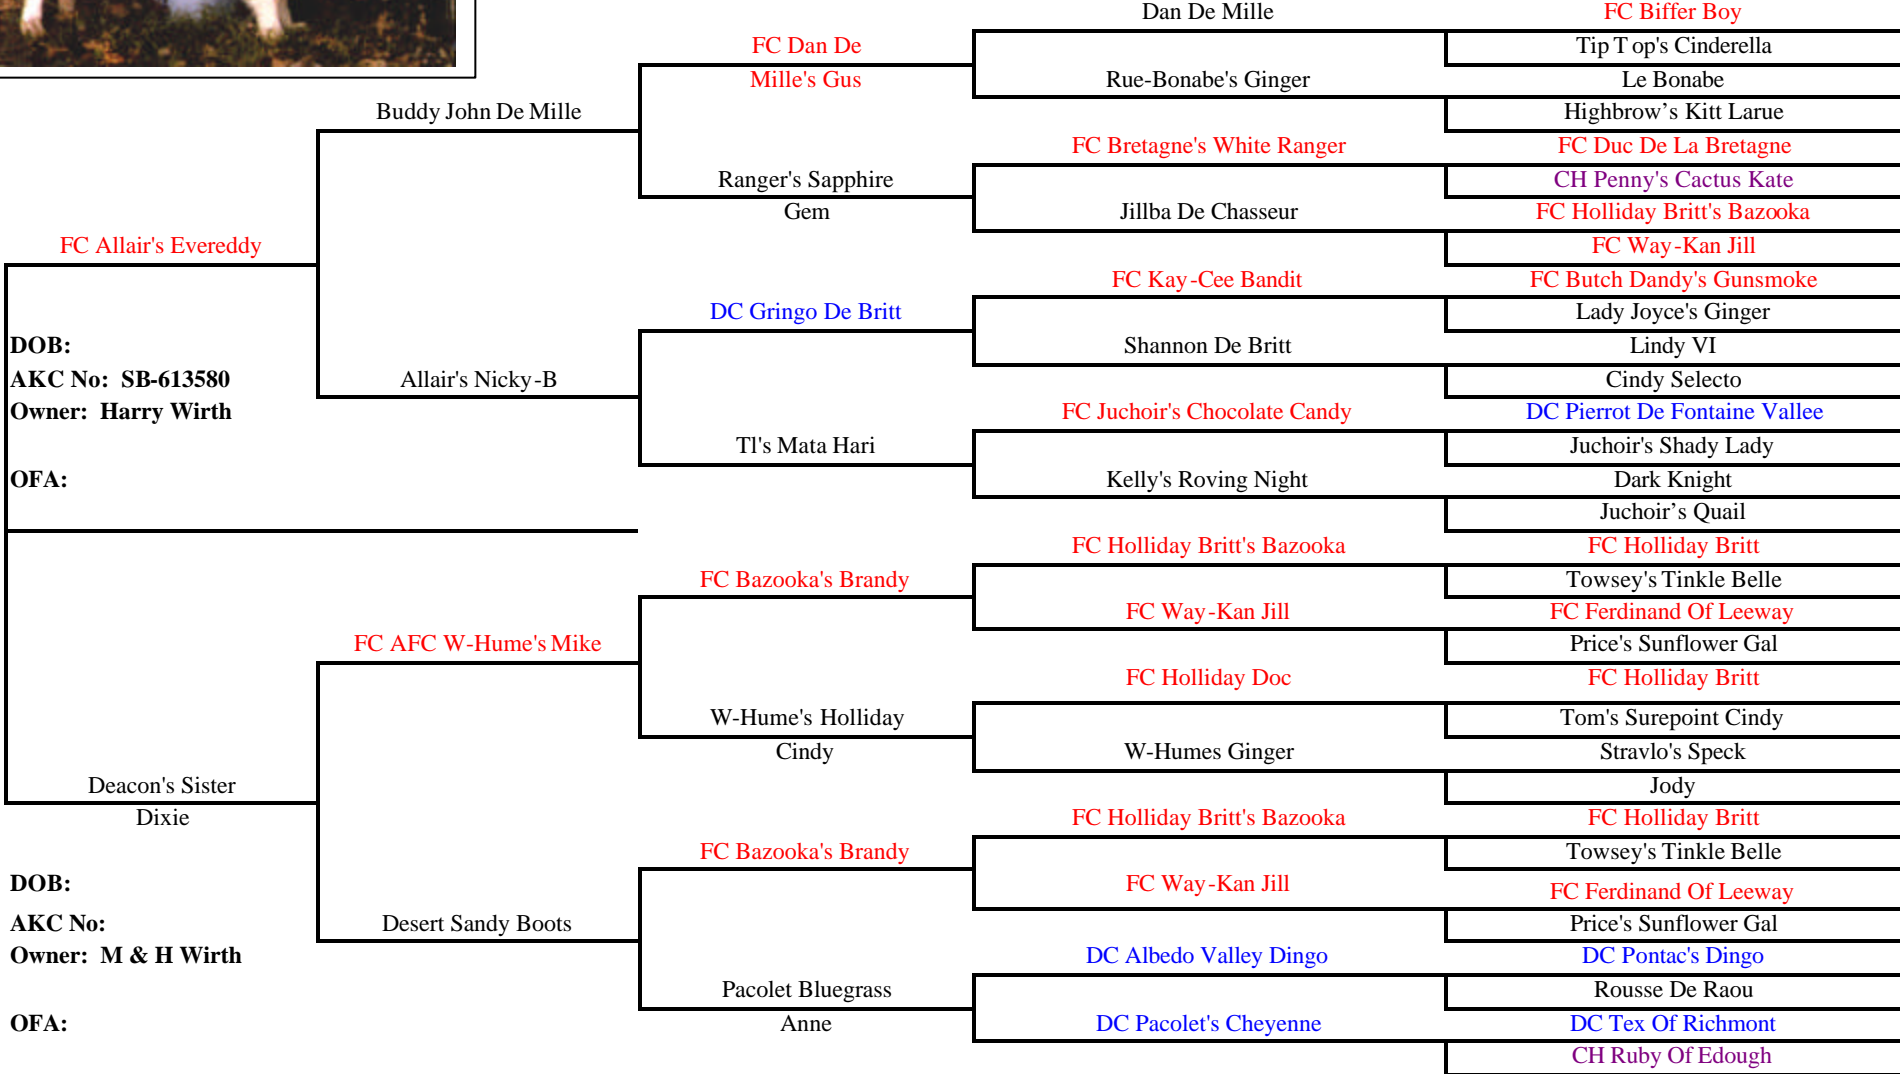 Dan De Mille
FC Biffer Boy
FC Dan De
Tip Top's Cinderella
Mille's Gus
Rue-Bonabe's Ginger
Le Bonabe
Buddy John De Mille
Highbrow’s Kitt Larue
FC Bretagne's White Ranger
FC Duc De La Bretagne
Ranger's Sapphire
CH Penny's Cactus Kate
Gem
Jillba De Chasseur
FC Holliday Britt's Bazooka
FC Allair's Evereddy
FC Way-Kan Jill
FC Kay-Cee Bandit
FC Butch Dandy's Gunsmoke
DC Gringo De Britt
Lady Joyce's Ginger
DOB:
Shannon De Britt
Lindy VI
AKC No: SB-613580
Allair's Nicky-B
Cindy Selecto
Owner: Harry Wirth
FC Juchoir's Chocolate Candy
DC Pierrot De Fontaine Vallee
Tl's Mata Hari
Juchoir's Shady Lady
OFA:
Kelly's Roving Night
Dark Knight
Juchoir’s Quail
FC Holliday Britt's Bazooka
FC Holliday Britt
FC Bazooka's Brandy
Towsey's Tinkle Belle
FC Way-Kan Jill
FC Ferdinand Of Leeway
FC AFC W-Hume's Mike
Price's Sunflower Gal
FC Holliday Doc
FC Holliday Britt
W-Hume's Holliday
Tom's Surepoint Cindy
Cindy
W-Humes Ginger
Stravlo's Speck
Deacon's Sister
Jody
Dixie
FC Holliday Britt's Bazooka
FC Holliday Britt
FC Bazooka's Brandy
Towsey's Tinkle Belle
DOB:
FC Way-Kan Jill
FC Ferdinand Of Leeway
AKC No:
Desert Sandy Boots
Price's Sunflower Gal
Owner: M & H Wirth
DC Albedo Valley Dingo
DC Pontac's Dingo
Pacolet Bluegrass
Rousse De Raou
OFA:
Anne
DC Pacolet's Cheyenne
DC Tex Of Richmont
CH Ruby Of Edough